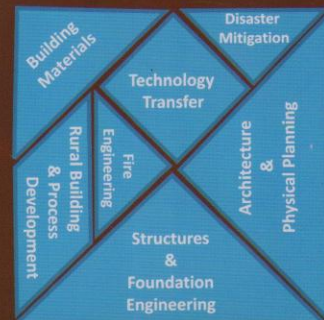 Building
Materials
Disaster
Mitigation
Technology
Transfer
Rural Building
& Process
Development
Fire
Engineering
Architecture
&
Physical Planning
Structures
&
Foundation
Engineering